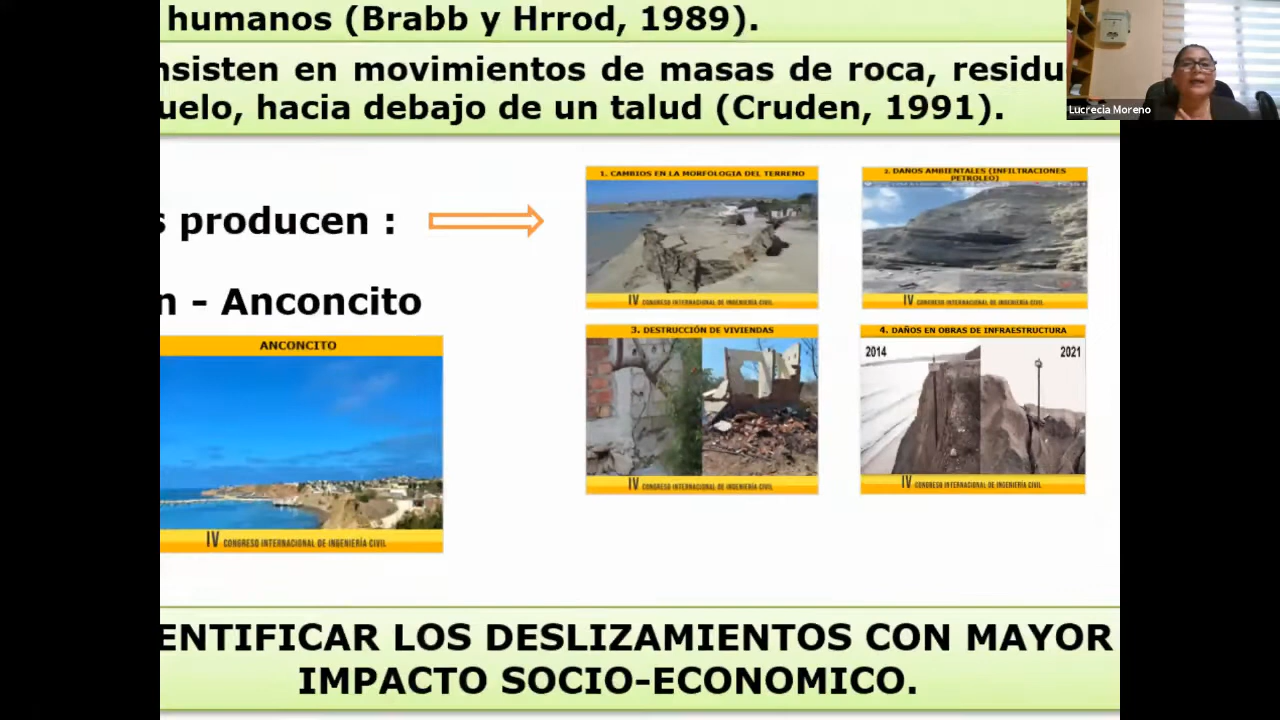 humanos (Brabb y Hrrod, 1989).
nsisten en movimientos de masas de roca, residu
uelo, hacia debajo de un talud (Cruden, 1991).
Lucrecia Moreno
s producen :
n - Anconcito
1. CAMBIOS EN LA MORFOLOGIA DEL TERRENO
IV CONGRESO INTERNACIONAL DE INGENIERÍA CIVIL
2. DAÑOS AMBIENTALES (INFILTRACIONES
PETROLEO)
IV CONGRESO INTERNACIONAL DE INGENIERÍA CIVIL
3. DESTRUCCIÓN DE VIVIENDAS
IV CONGRESO INTERNACIONAL DE INGENIERÍA CIVIL
4. DAÑOS EN OBRAS DE INFRAESTRUCTURA
2014
2021
IV CONGRESO INTERNACIONAL DE INGENIERÍA CIVIL
ANCONCITO
IV CONGRESO INTERNACIONAL DE INGENIERÍA CIVIL
ENTIFICAR LOS DESLIZAMIENTOS CON MAYOR
IMPACTO SOCIO-ECONOMICO.